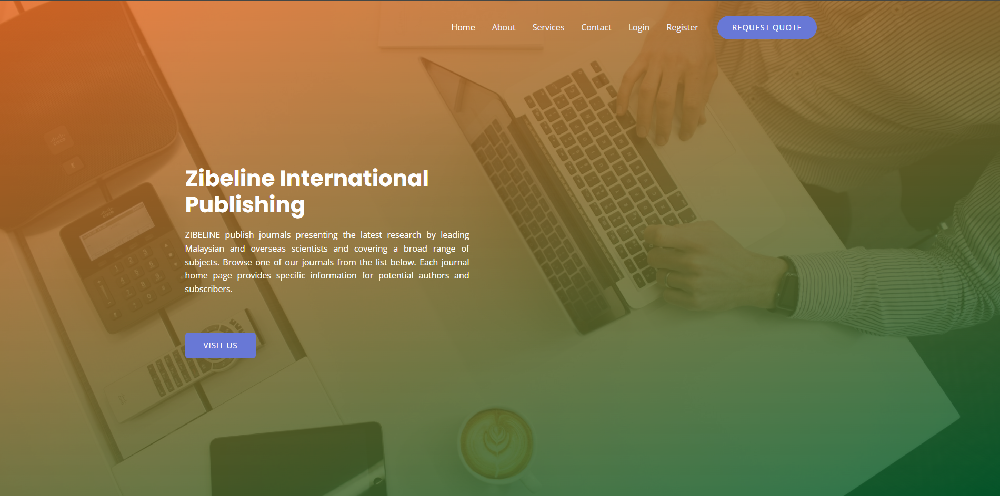 Home About Services Contact Login Register REQUEST QUOTE
CISCO
Zibeline International
Publishing
CISCO
ZIBELINE publish journals presenting the latest research by leading
Malaysian and overseas scientists and covering a broad range of
subjects. Browse one of our journals from the list below. Each journal
home page provides specific information for potential authors and
subscribers.
VISIT US